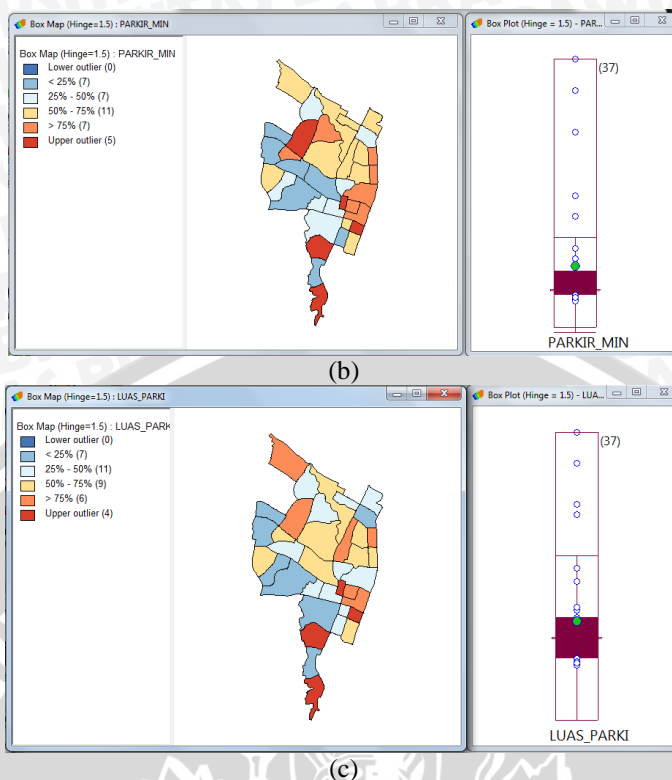 Box Map (Hinge=1.5) : PARKIR_MIN
Box Map (Hinge=1.5) : PARKIR_MIN
Lower outlier (0)
< 25% (7)
25% - 50% (7)
50% - 75% (11)
> 75% (7)
Upper outlier (5)
Box Plot (Hinge = 1.5) - PAR...
(37)
PARKIR_MIN
(b)
Box Map (Hinge=1.5) : LUAS_PARKI
Box Map (Hinge=1.5) : LUAS_PARK
Lower outlier (0)
< 25% (7)
25% - 50% (11)
50% - 75% (9)
> 75% (6)
Upper outlier (4)
Box Plot (Hinge = 1.5) - LUA...
(37)
LUAS_PARKI
(c)